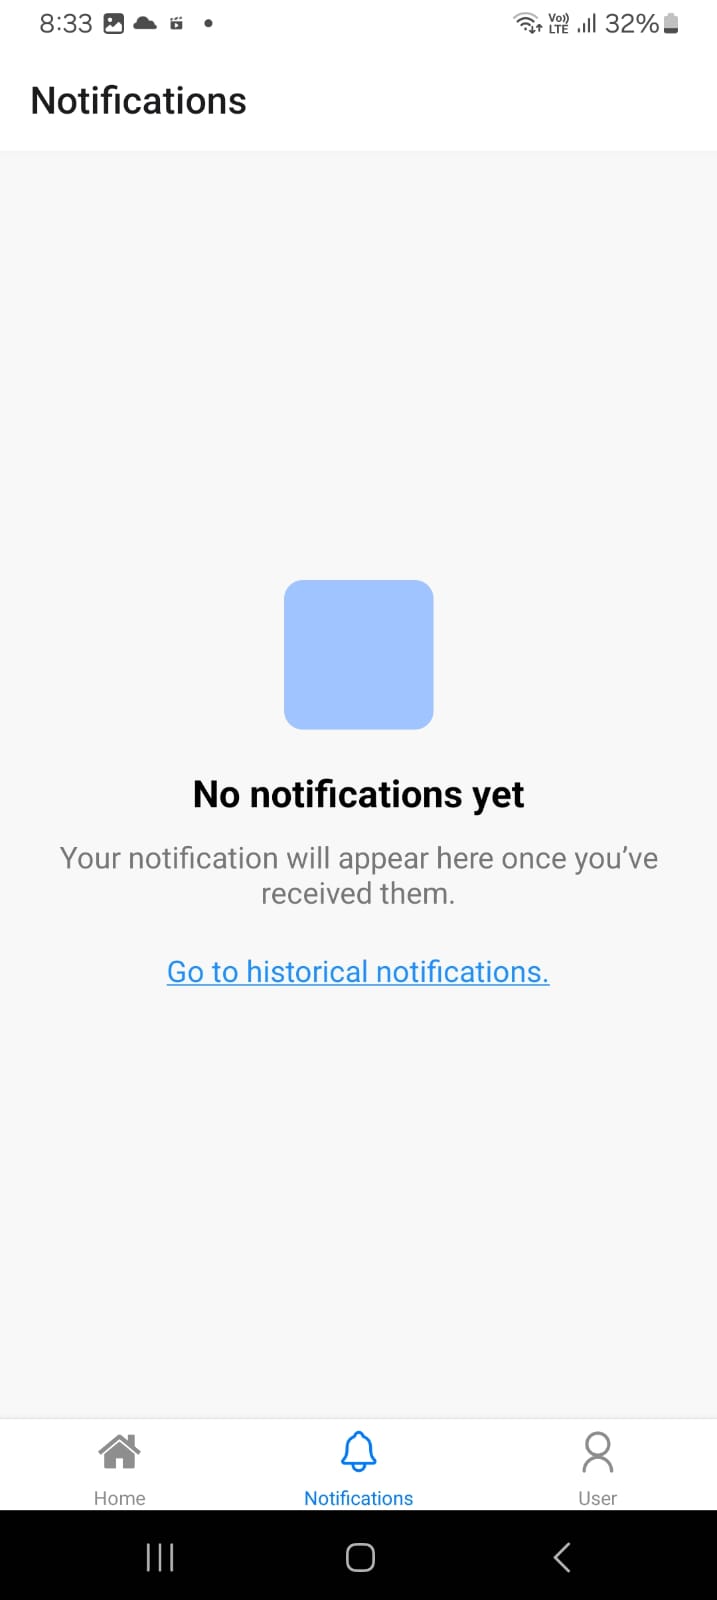 8:33
Vo)) LTE 32%
Notifications
No notifications yet
Your notification will appear here once you’ve
received them.
Go to historical notifications.
Home
Notifications
User